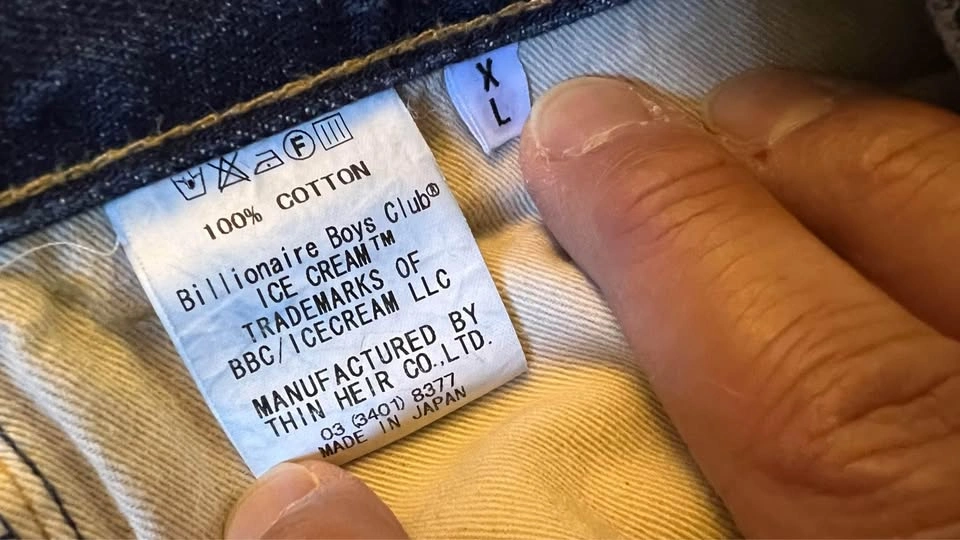 F
100% COTTON
Billionaire Boys Club®
ICE CREAM™
TRADEMARKS OF
BBC/ICECREAM LLC
MANUFACTURED BY
THIN HEIR CO.,LTD.
03 (3401) 8377
MADE IN JAPAN
X
L